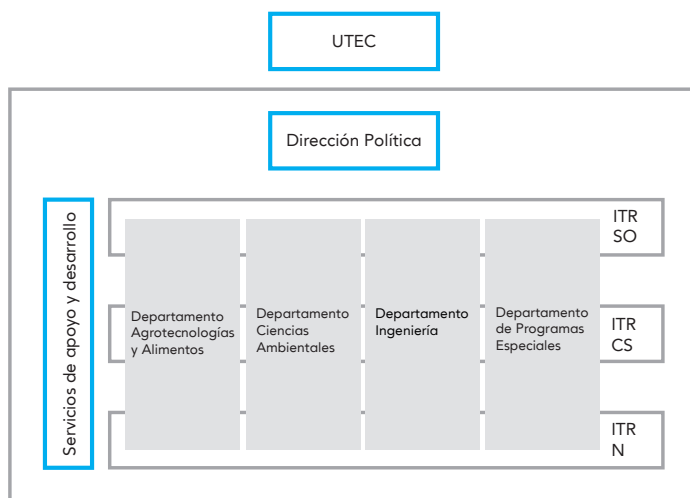 UTEC
Dirección Política
Servicios de apoyo y desarrollo
ITR
SO
Departamento
Agrotecnologías
y Alimentos
Departamento
Ciencias
Ambientales
Departamento
Ingeniería
Departamento
de Programas
Especiales
ITR
CS
ITR
N